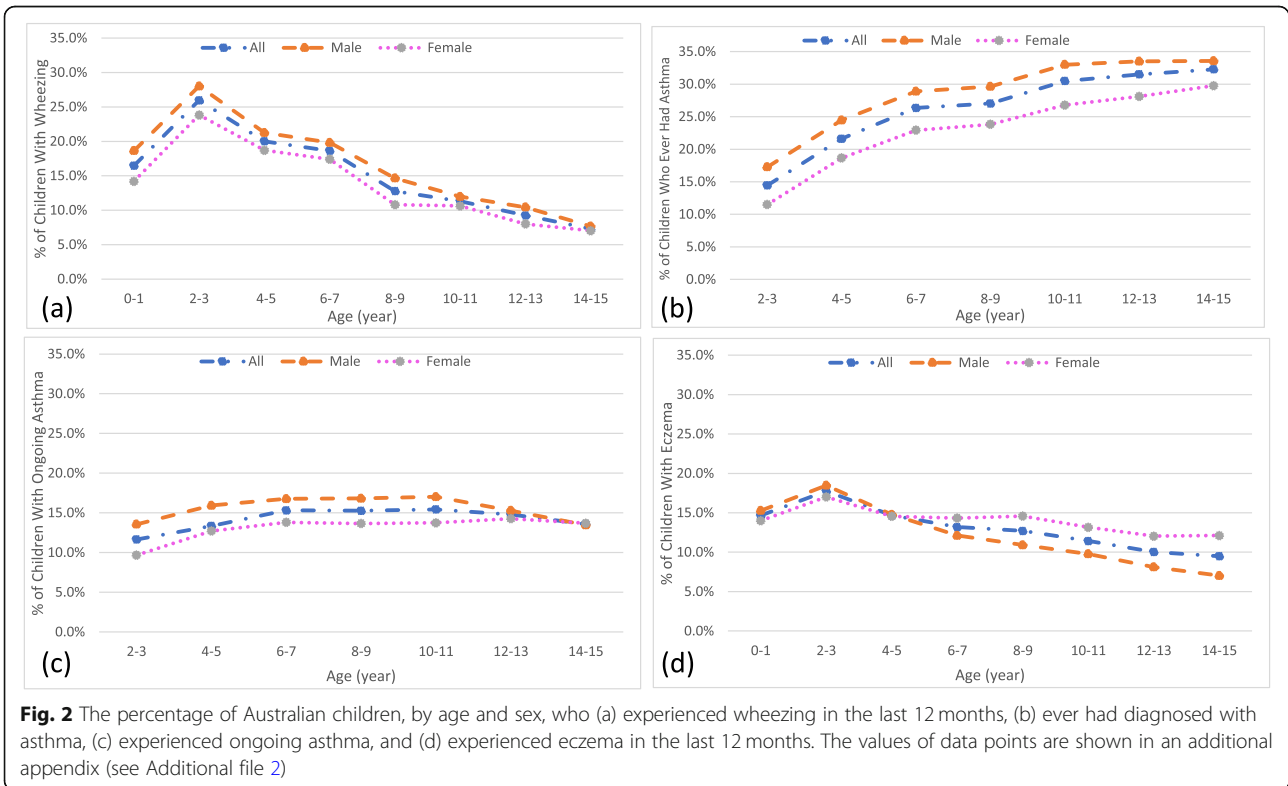 All Male Female
% of Children With Wheezing
35.0%
30.0%
25.0%
20.0%
15.0%
10.0%
5.0%
0.0%
0-1 2-3 4-5 6-7 8-9 10-11 12-13 14-15
Age (year)
(a)
All Male Female
% of Children Who Ever Had Asthma
35.0%
30.0%
25.0%
20.0%
15.0%
10.0%
5.0%
0.0%
2-3 4-5 6-7 8-9 10-11 12-13 14-15
Age (year)
(b)
All Male Female
% of Children With Ongoing Asthma
35.0%
30.0%
25.0%
20.0%
15.0%
10.0%
5.0%
0.0%
2-3 4-5 6-7 8-9 10-11 12-13 14-15
Age (year)
(c)
All Male Female
% of Children With Eczema
35.0%
30.0%
25.0%
20.0%
15.0%
10.0%
5.0%
0.0%
0-1 2-3 4-5 6-7 8-9 10-11 12-13 14-15
Age (year)
(d)
Fig. 2 The percentage of Australian children, by age and sex, who (a) experienced wheezing in the last 12 months, (b) ever had diagnosed with
asthma, (c) experienced ongoing asthma, and (d) experienced eczema in the last 12 months. The values of data points are shown in an additional
appendix (see Additional file 2)